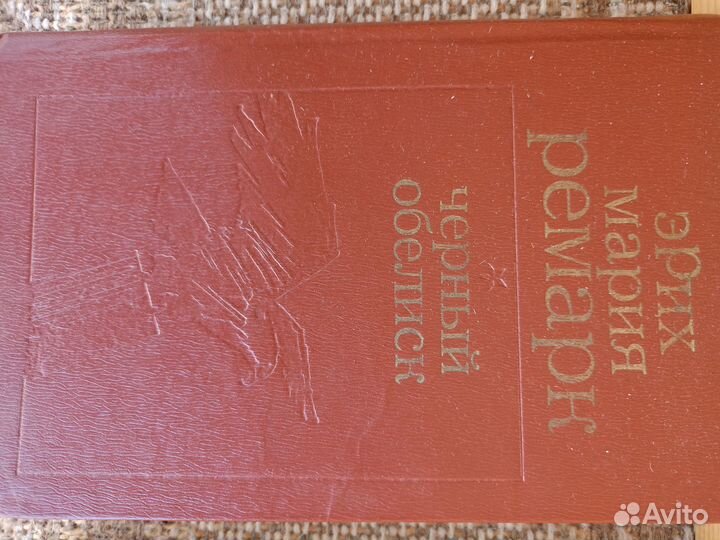 эрих
мария
ремарк
черный
обелиск
Avito